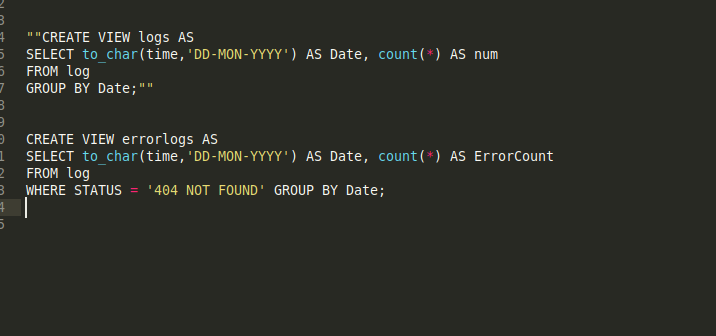 2
3
4 ""CREATE VIEW logs AS
5 SELECT to_char(time,'DD-MON-YYYY') AS Date, count(*) AS num
6 FROM log
7 GROUP BY Date;""
8
9
0 CREATE VIEW errorlogs AS
1 SELECT to_char(time,'DD-MON-YYYY') AS Date, count(*) AS ErrorCount
2 FROM log
3 WHERE STATUS = '404 NOT FOUND' GROUP BY Date;
4
5